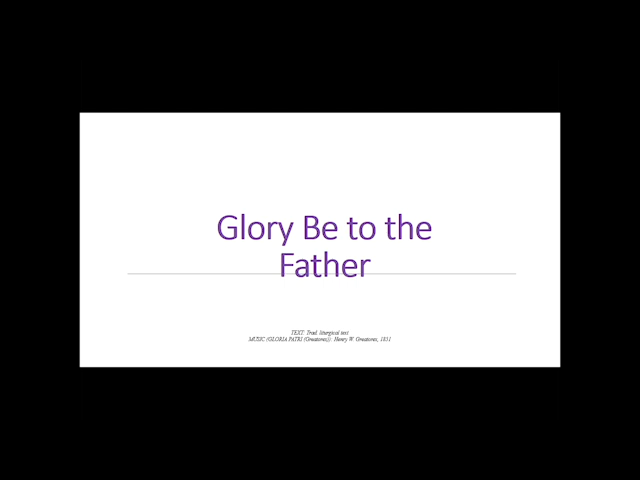 Glory Be to the
Father
TEXT: Trad. liturgical text
MUSIC (GLORIA PATRI (Greatorex)): Henry W. Greatorex, 1851